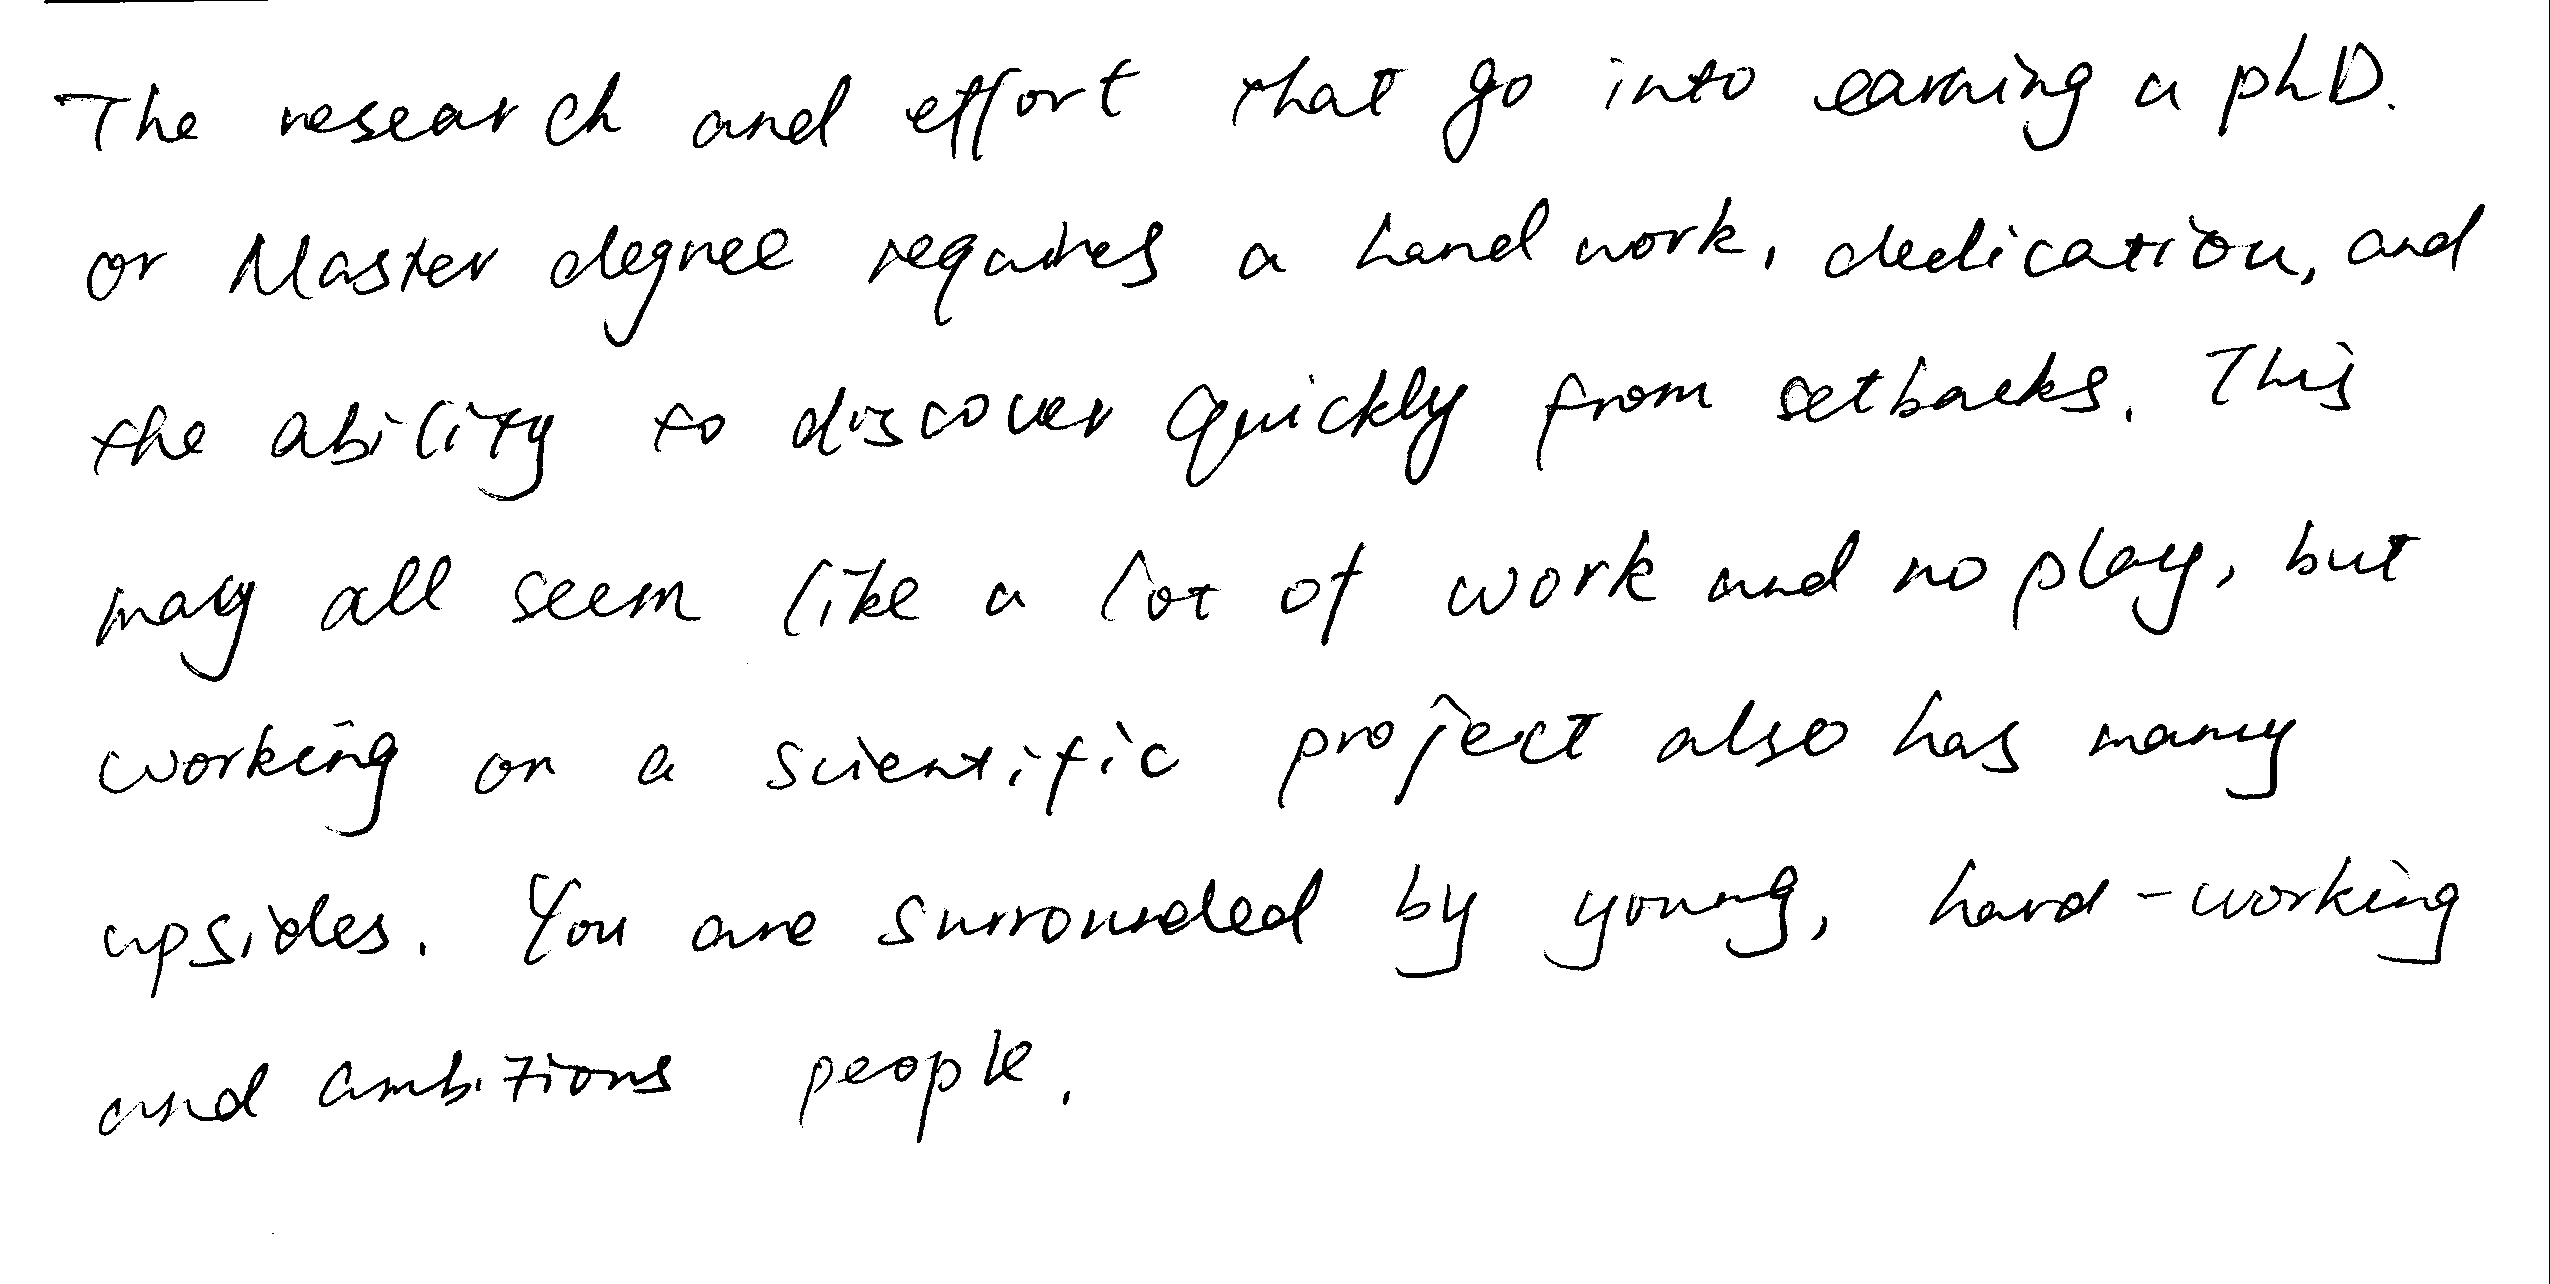 The research and effort that go into earning a phD.
or Master degree requires a hard work, dedication, and
the ability to discover quickly from setbacks. This
may all seem like a lot of work and no play, but
working on a scientific project also has many
upsides. You are surrounded by young, hard-working
and ambitions people.